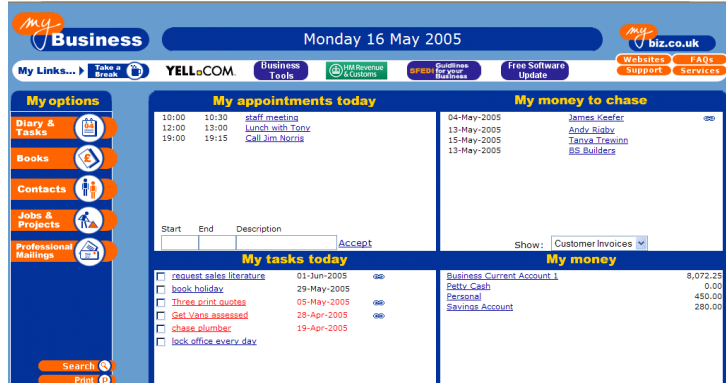 my
Business
Monday 16 May 2005
my
biz.co.uk
My Links...
Take a
Break
YELL.COM.
Business
Tools
HM Revenue
& Customs
SFEDI
Guidlines
for your
Business
Free Software
Update
Websites
FAQs
Support
Services
My options
Diary &
Tasks
04
Books
£
Contacts
Jobs &
Projects
Professional
Mailings
Search
Print
P
My appointments today
10:00 10:30 staff meeting
12:00 13:00 Lunch with Tony
19:00 19:15 Call Jim Norris
Start End Description
Accept
My money to chase
04-May-2005 James Keefer
13-May-2005 Andy Rigby
15-May-2005 Tanya Trewinn
13-May-2005 BS Builders
Show: Customer Invoices
My tasks today
request sales literature 01-Jun-2005
book holiday 29-May-2005
Three print quotes 05-May-2005
Get Vans assessed 28-Apr-2005
chase plumber 19-Apr-2005
lock office every day
My money
Business Current Account 1 8,072.25
Petty Cash 0.00
Personal 450.00
Savings Account 280.00